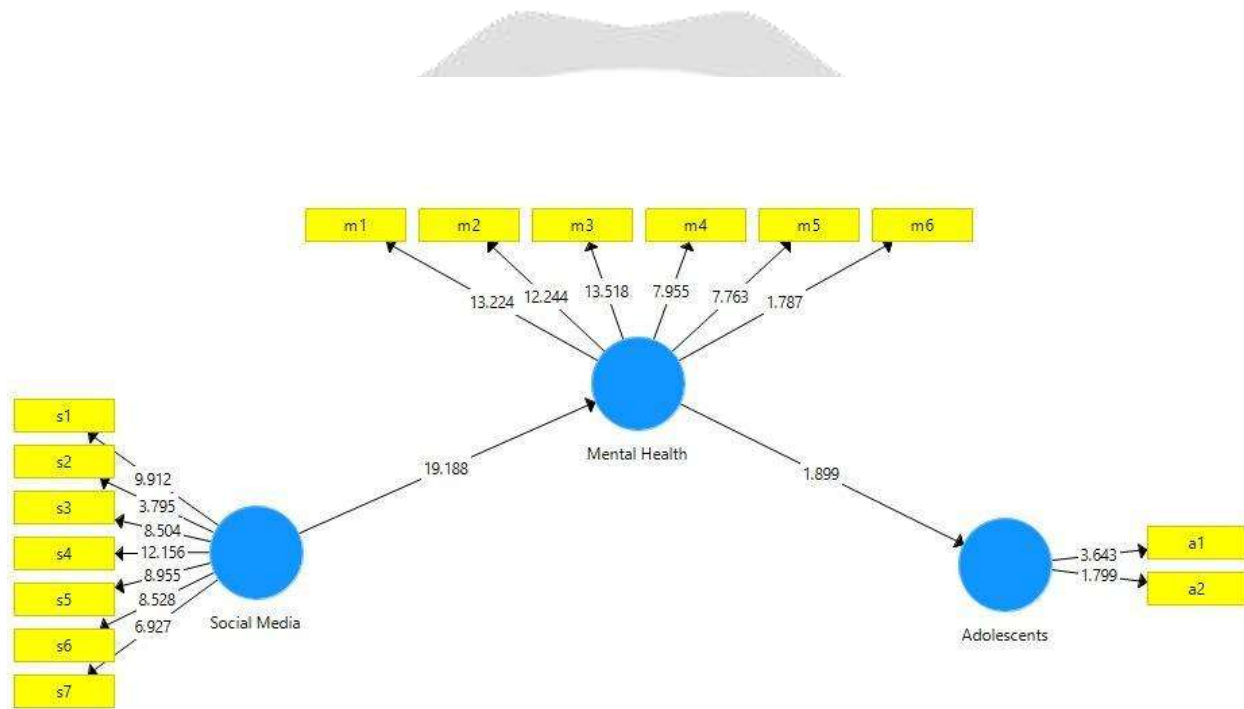 m1 m2 m3 m4 m5 m6
13.224 12.244 13.518 7.955 7.763 1.787
Mental Health
s1
s2
s3
s4
s5
s6
s7
9.912
3.795
8.504
12.156
8.955
8.528
6.927
Social Media
19.188
1.899
Adolescents
3.643
1.799
a1
a2